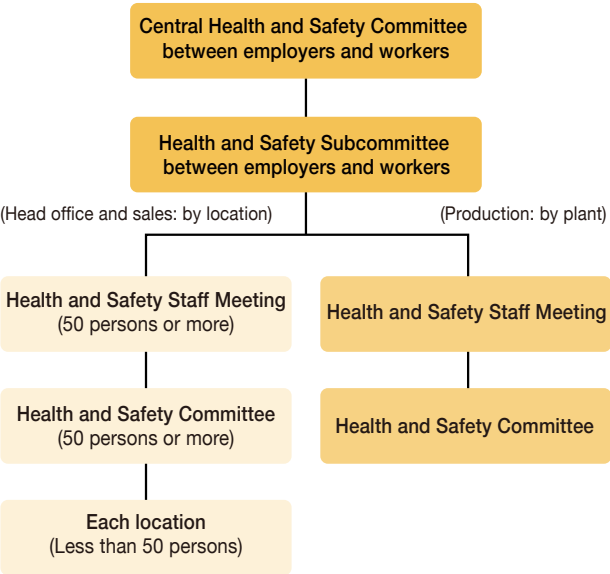 Central Health and Safety Committee
between employers and workers
Health and Safety Subcommittee
between employers and workers
(Head office and sales: by location)
(Production: by plant)
Health and Safety Staff Meeting
(50 persons or more)
Health and Safety Staff Meeting
Health and Safety Committee
(50 persons or more)
Health and Safety Committee
Each location
(Less than 50 persons)